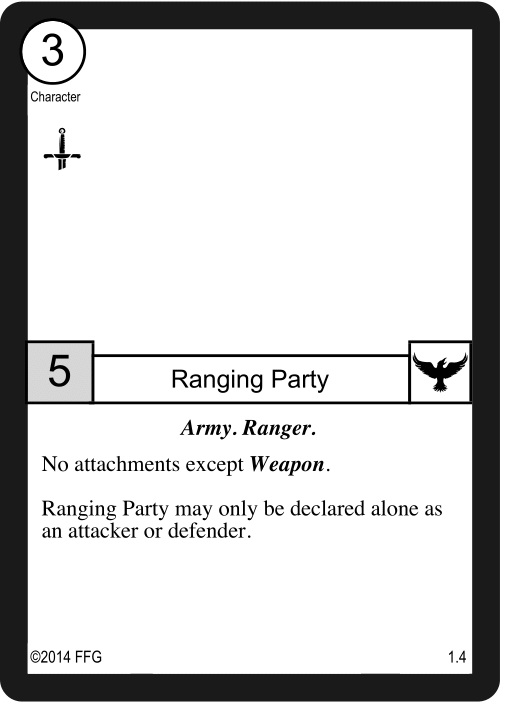 3
Character
5
Ranging Party
Army. Ranger.
No attachments except Weapon.
Ranging Party may only be declared alone as
an attacker or defender.
©2014 FFG
1.4